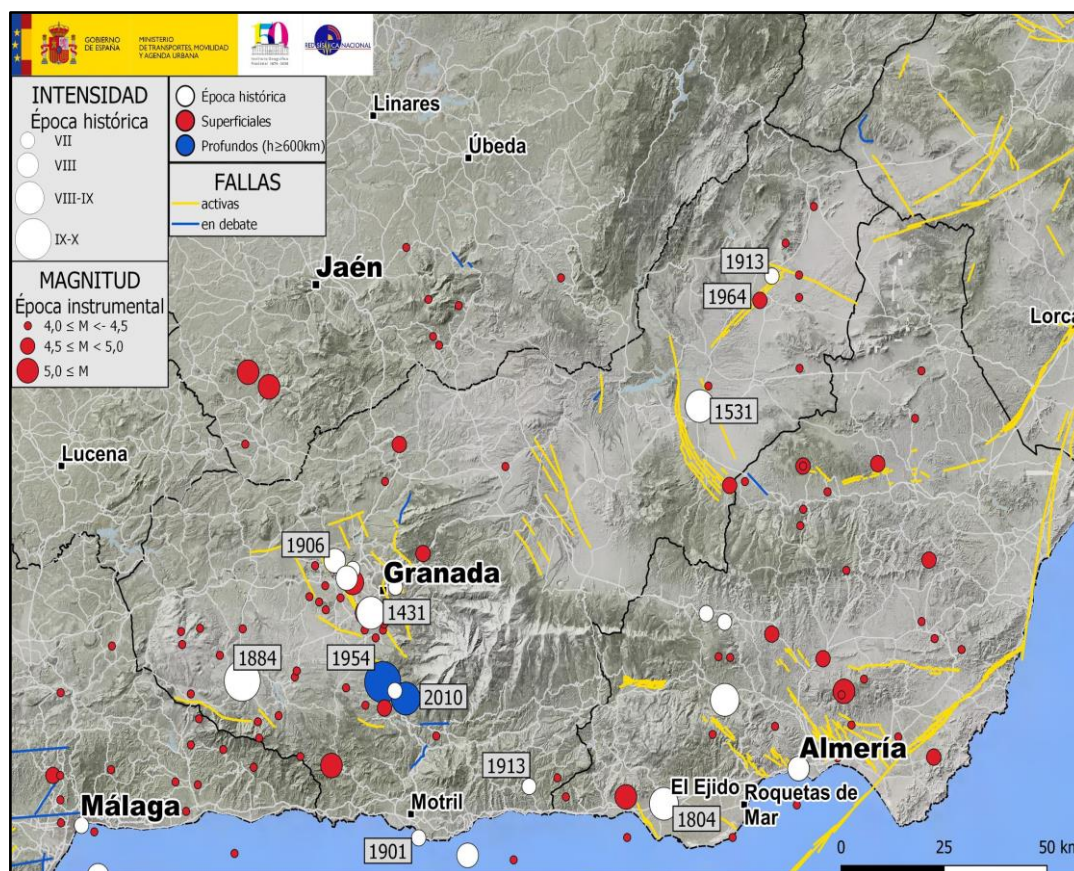 GOBIERNO
DE ESPAÑA
MINISTERIO
DE TRANSPORTES, MOVILIDAD
Y AGENDA URBANA
RED SÍSMICA NACIONAL
INTENSIDAD
Época histórica
VII
VIII
VIII-IX
IX-X
MAGNITUD
Época instrumental
4,0 ≤ M <- 4,5
4,5 ≤ M < 5,0
5,0 ≤ M
Época histórica
Superficiales
Profundos (h≥600km)
FALLAS
activas
en debate
Linares
Úbeda
Jaén
1913
1964
Lorca
1531
Lucena
1906
Granada
1431
1884
1954
2010
1913
Almería
Málaga
Motril
El Ejido
Roquetas de
Mar
1804
1901
0
25
50 km